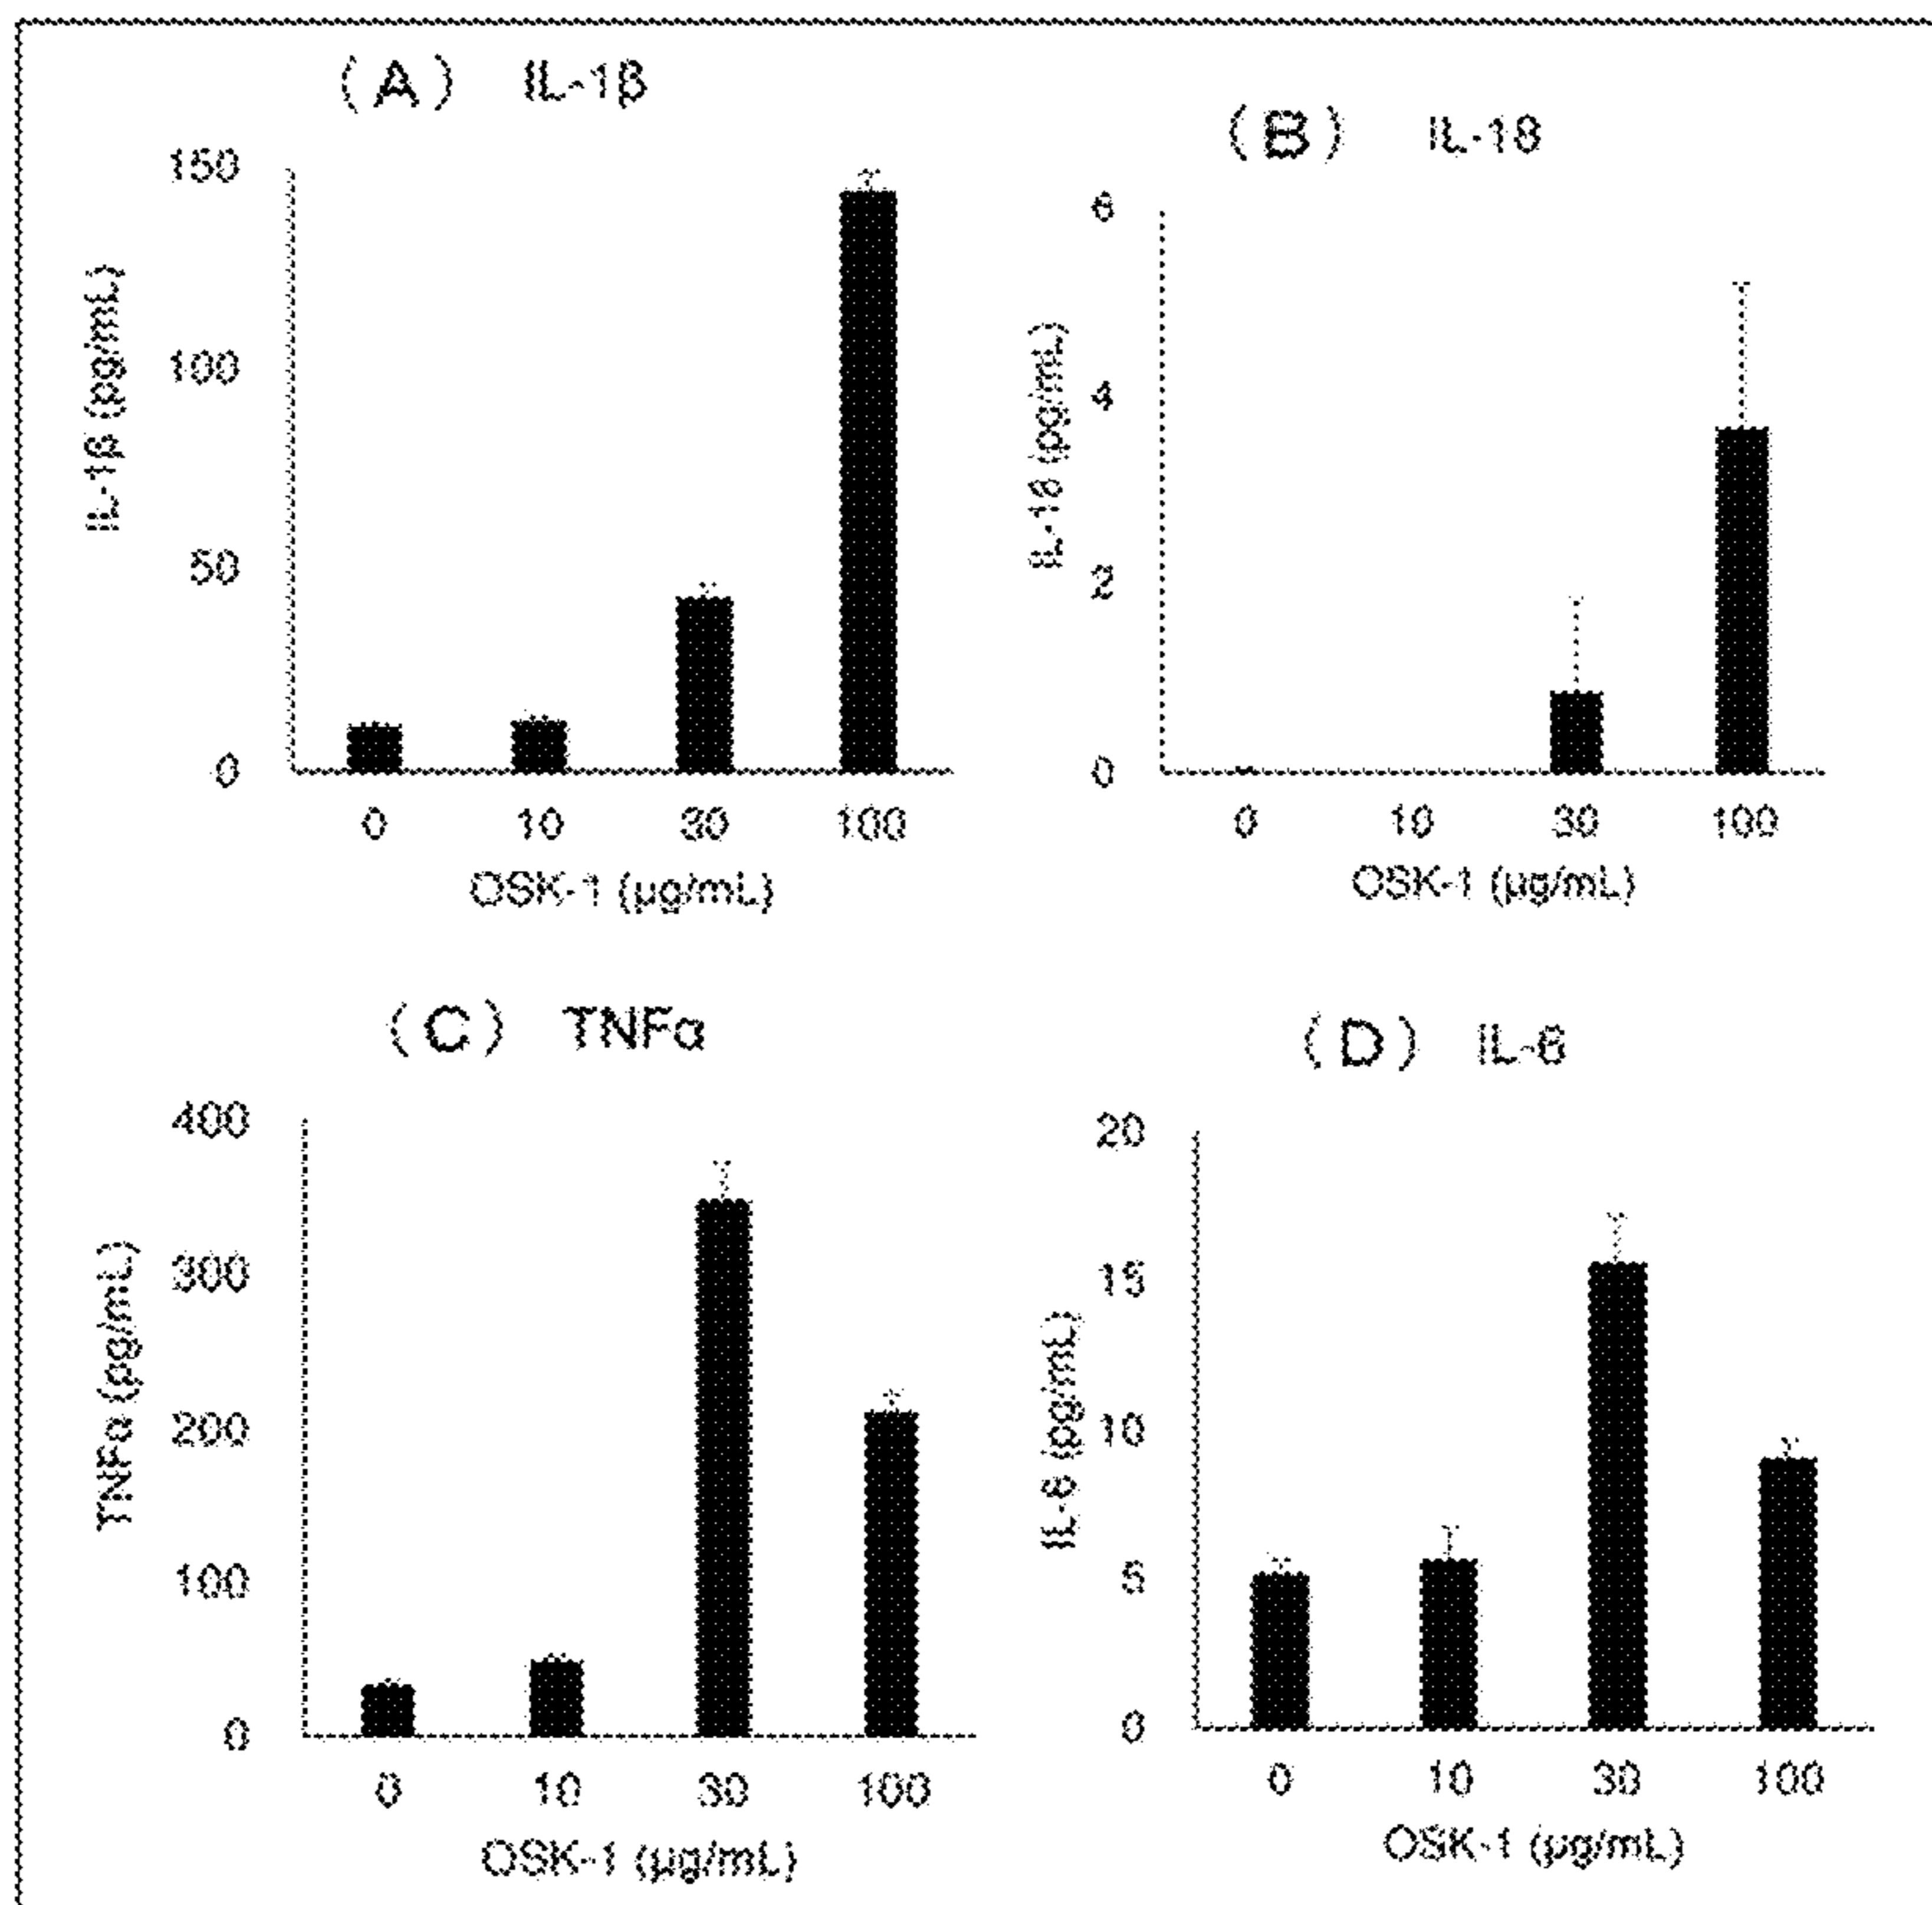 (A) IL-1β
150
100
50
0
IL-1β (pg/mL)
0 10 30 100
OSK-1 (µg/mL)
(B) IL-18
6
4
2
0
IL-18 (pg/mL)
0 10 30 100
OSK-1 (µg/mL)
(C) TNFα
400
300
200
100
0
TNFα (pg/mL)
0 10 30 100
OSK-1 (µg/mL)
(D) IL-6
20
15
10
5
0
IL-6 (pg/mL)
0 10 30 100
OSK-1 (µg/mL)